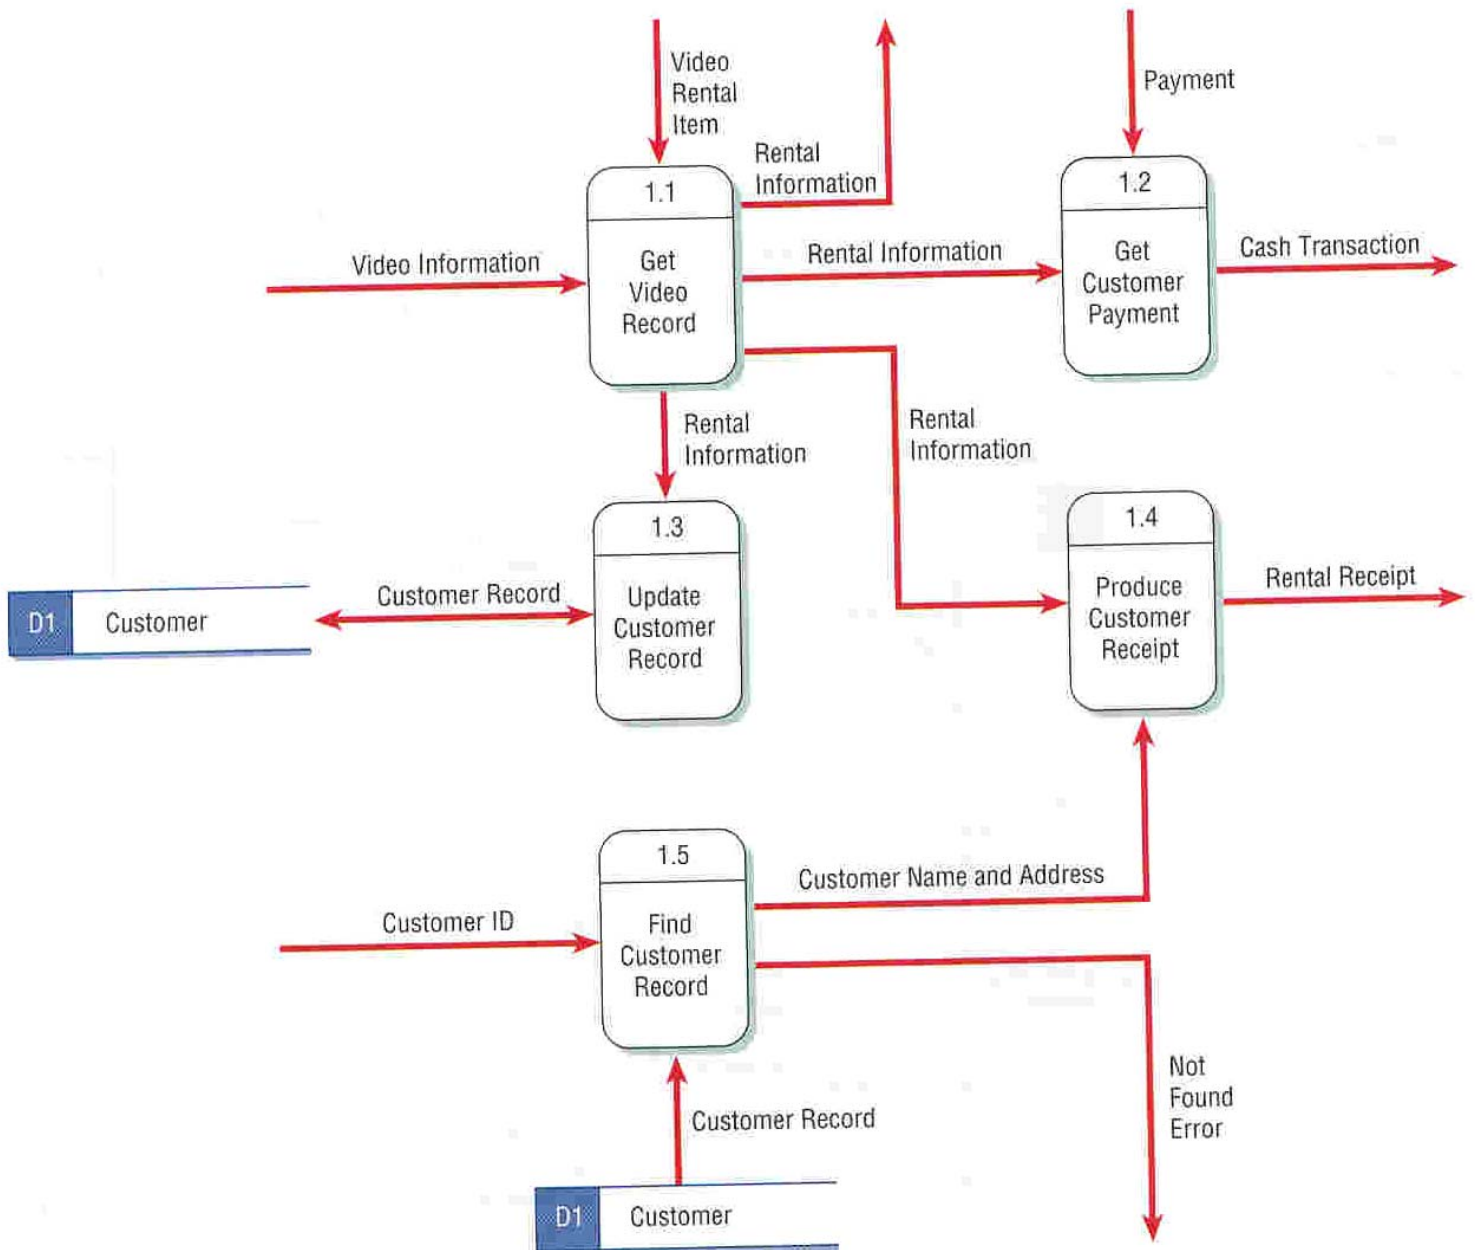 Video
Rental
Item
Payment
Rental
Information
1.1
1.2
Video Information
Get
Video
Record
Rental Information
Get
Customer
Payment
Cash Transaction
Rental
Information
Rental
Information
1.3
1.4
D1
Customer
Customer Record
Update
Customer
Record
Produce
Customer
Receipt
Rental Receipt
1.5
Customer Name and Address
Customer ID
Find
Customer
Record
Not
Found
Error
Customer Record
D1
Customer